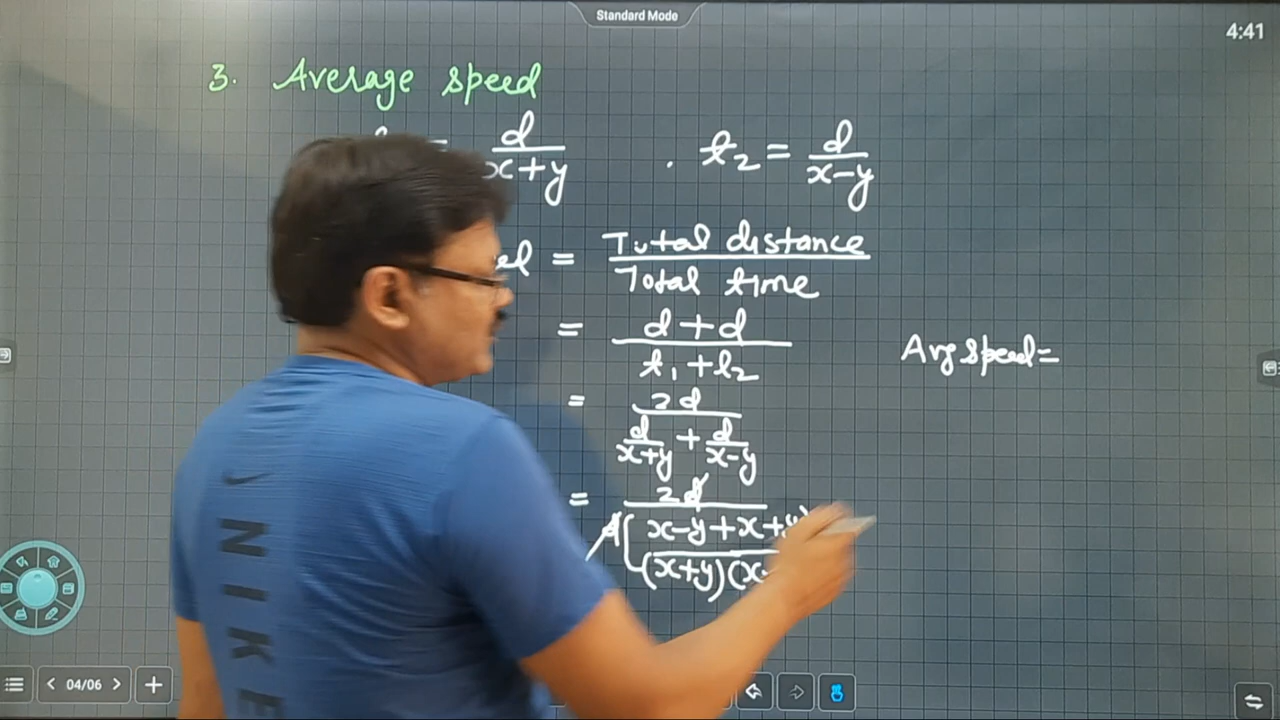 Standard Mode
4:41
3. Average speed
= d/(x+y) . t₂ = d/(x-y)
= Total distance/Total time
= (d+d)/(t₁+t₂)
Avg speed =
= 2d/(d/(x+y) + d/(x-y))
= 2d/(d[(x-y+x+y)/((x+y)(x
NIKE
04/06